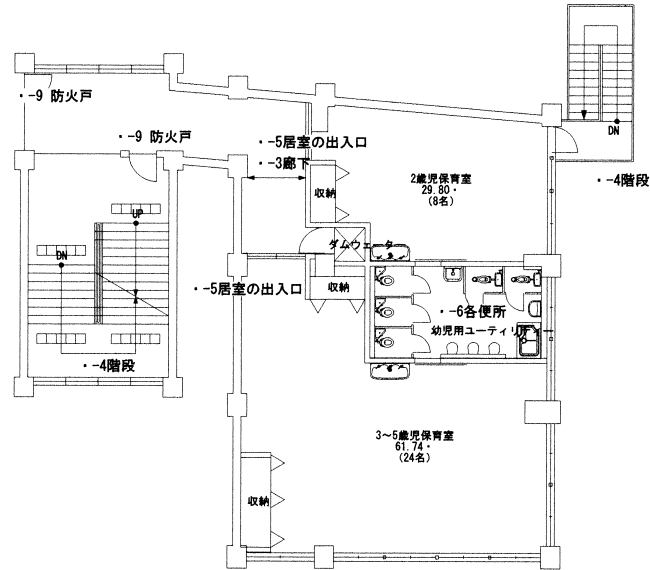 ・-9 防火戸
・-9 防火戸
・-5居室の出入口
・-3廊下
DN
収納
2歳児保育室
29.80・
(8名)
・-4階段
UP
DN
ダムウェーター
・-5居室の出入口
収納
・-6各便所
幼児用ユーティリティー
・-4階段
3～5歳児保育室
61.74・
(24名)
収納